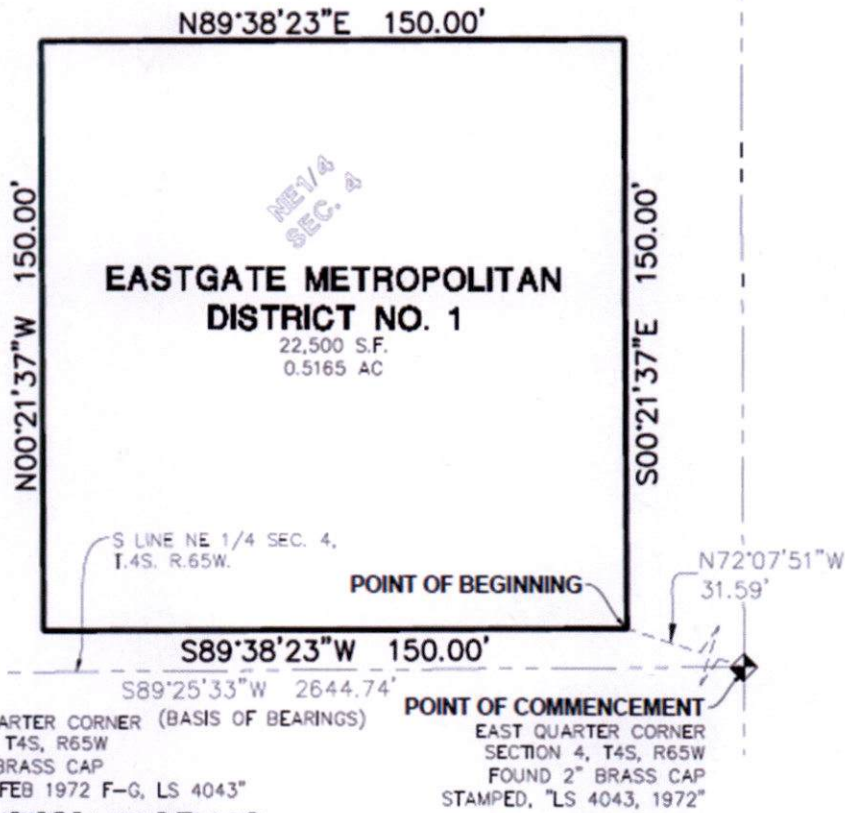 N89°38'23"E 150.00'
N00°21'37"W 150.00'
NE1/4
SEC. 4
EASTGATE METROPOLITAN
DISTRICT NO. 1
22,500 S.F.
0.5165 AC
S00°21'37"E 150.00'
S LINE NE 1/4 SEC. 4,
T.4S. R.65W.
POINT OF BEGINNING
N72°07'51"W
31.59'
S89°38'23"W 150.00'
S89°25'33"W 2644.74'
(BASIS OF BEARINGS)
CORNER
T4S, R65W
BRASS CAP
FEB 1972 F-G, LS 4043"
POINT OF COMMENCEMENT
EAST QUARTER CORNER
SECTION 4, T4S, R65W
FOUND 2" BRASS CAP
STAMPED, "LS 4043, 1972"